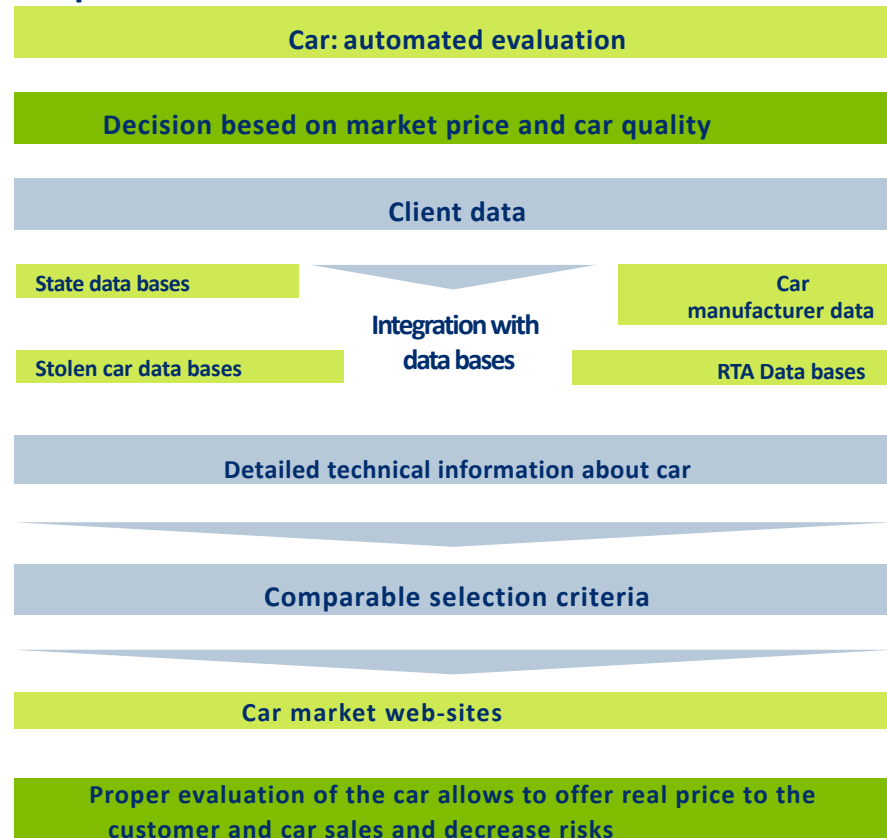 Car: automated evaluation
Decision besed on market price and car quality
Client data
State data bases
Car
manufacturer data
Integration with
data bases
Stolen car data bases
RTA Data bases
Detailed technical information about car
Comparable selection criteria
Car market web-sites
Proper evaluation of the car allows to offer real price to the
customer and car sales and decrease risks